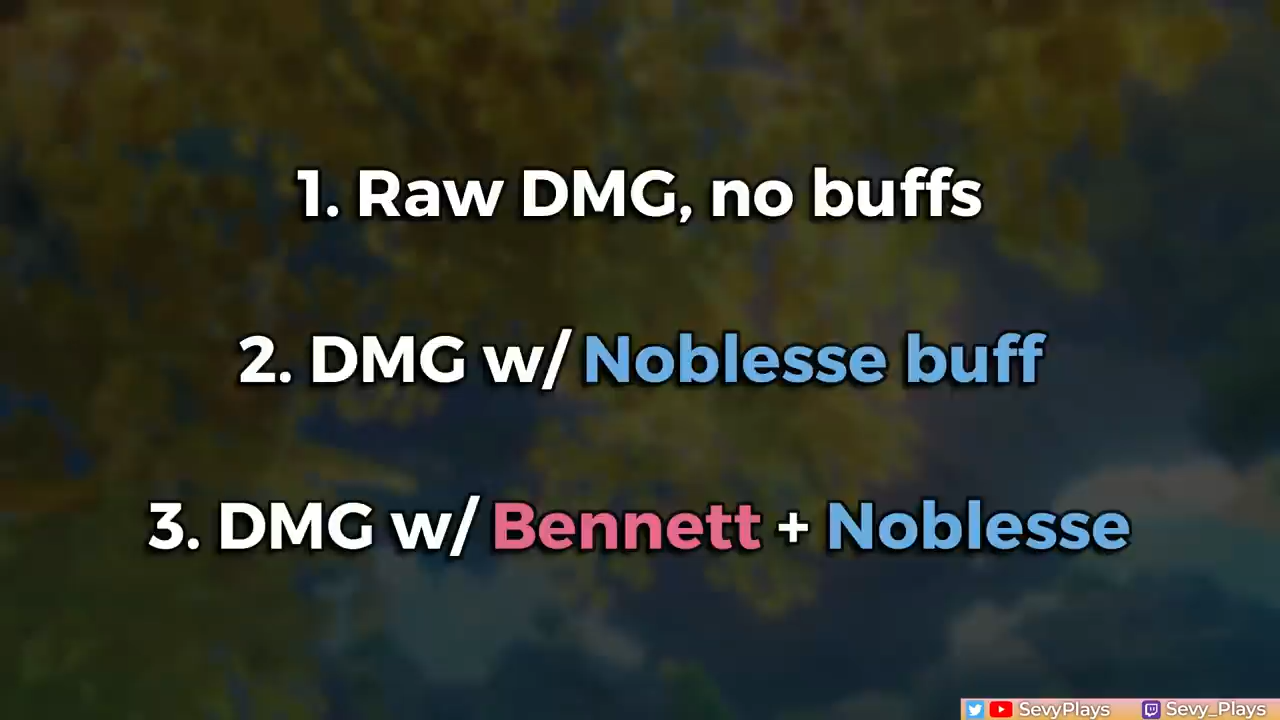 1. Raw DMG, no buffs
2. DMG w/ Noblesse buff
3. DMG w/ Bennett + Noblesse
SevyPlays Sevy_Plays